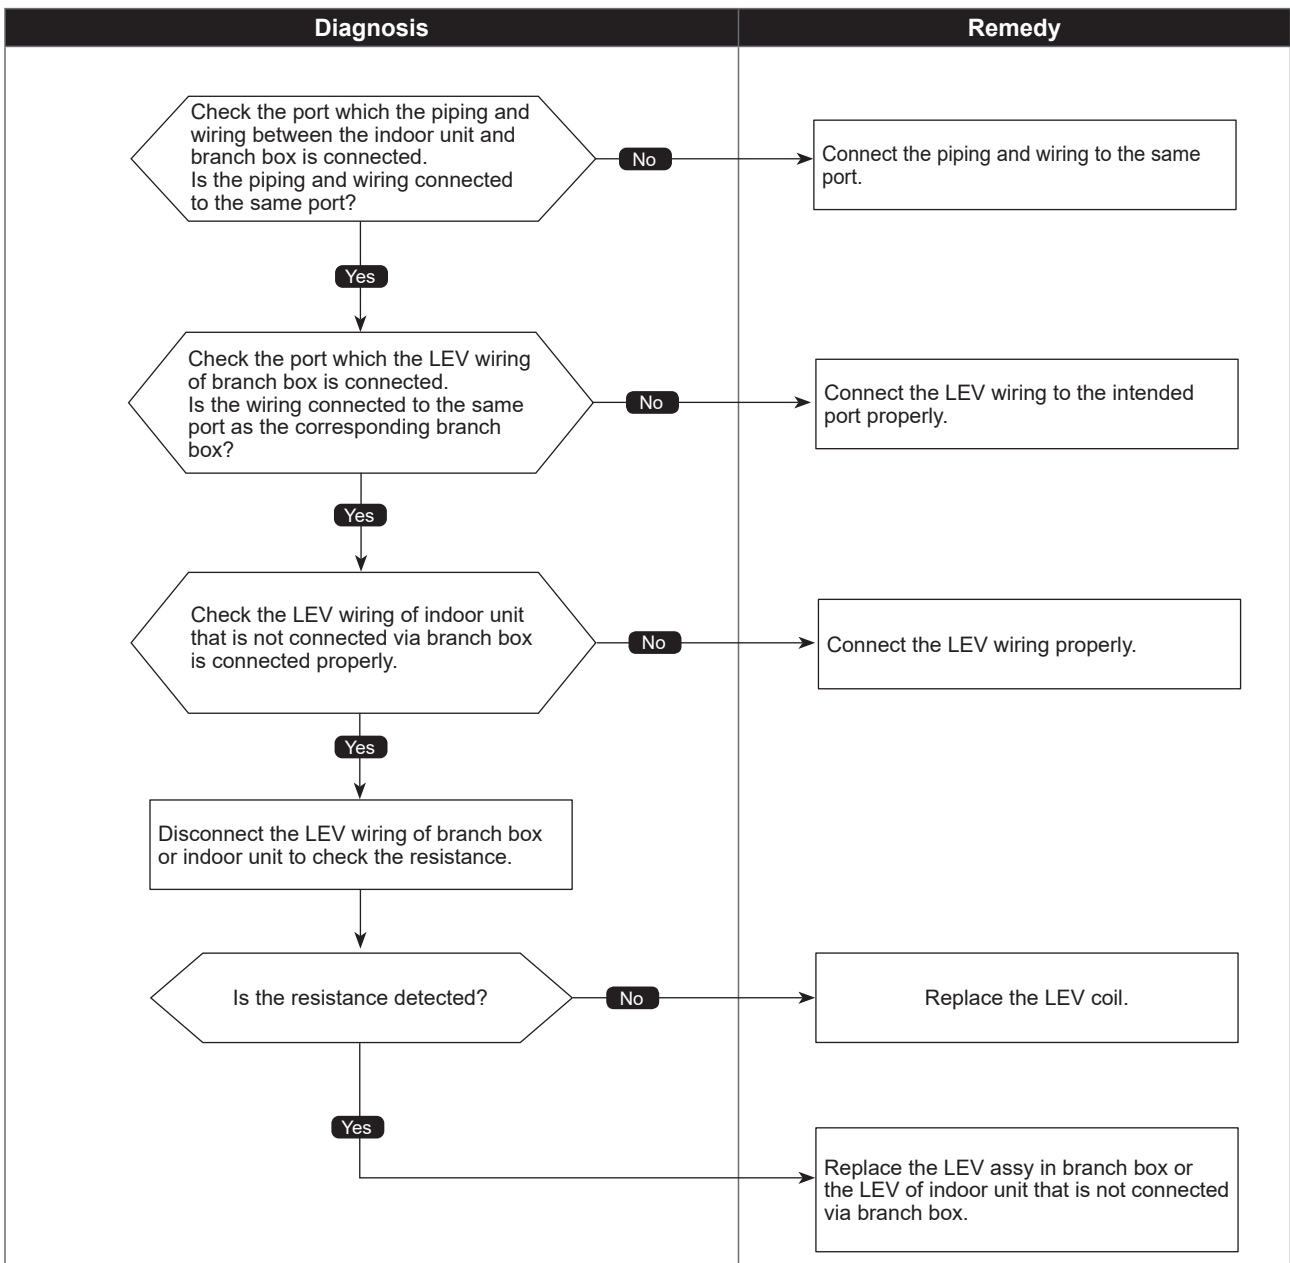 Diagnosis
Remedy
Check the port which the piping and
wiring between the indoor unit and
branch box is connected.
Is the piping and wiring connected
to the same port?
No
Connect the piping and wiring to the same
port.
Yes
Check the port which the LEV wiring
of branch box is connected.
Is the wiring connected to the same
port as the corresponding branch
box?
No
Connect the LEV wiring to the intended
port properly.
Yes
Check the LEV wiring of indoor unit
that is not connected via branch box
is connected properly.
No
Connect the LEV wiring properly.
Yes
Disconnect the LEV wiring of branch box
or indoor unit to check the resistance.
Is the resistance detected?
No
Replace the LEV coil.
Yes
Replace the LEV assy in branch box or
the LEV of indoor unit that is not connected
via branch box.